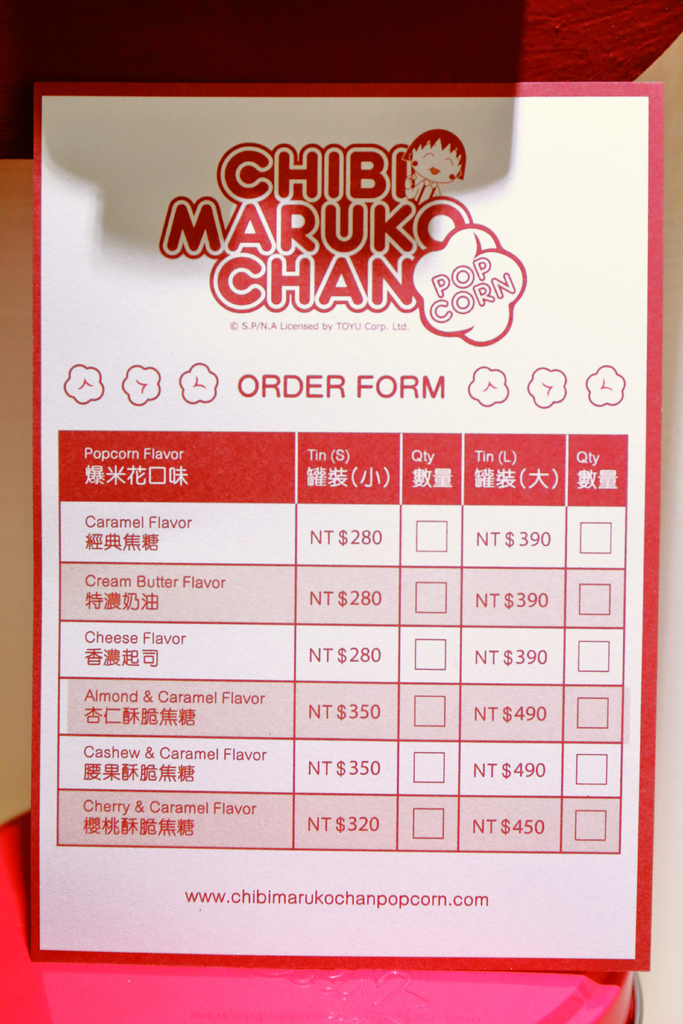 CHIBI
MARUKO
CHAN
POP
CORN
© S.P/N.A Licensed by TOYU Corp. Ltd.
ORDER FORM
Popcorn Flavor Tin (S) Qty Tin (L) Qty
爆米花口味 罐裝(小) 數量 罐裝(大) 數量
Caramel Flavor
經典焦糖 NT$280 NT$390
Cream Butter Flavor
特濃奶油 NT$280 NT$390
Cheese Flavor
香濃起司 NT$280 NT$390
Almond & Caramel Flavor
杏仁酥脆焦糖 NT$350 NT$490
Cashew & Caramel Flavor
腰果酥脆焦糖 NT$350 NT$490
Cherry & Caramel Flavor
櫻桃酥脆焦糖 NT$320 NT$450
www.chibimarukochanpopcorn.com